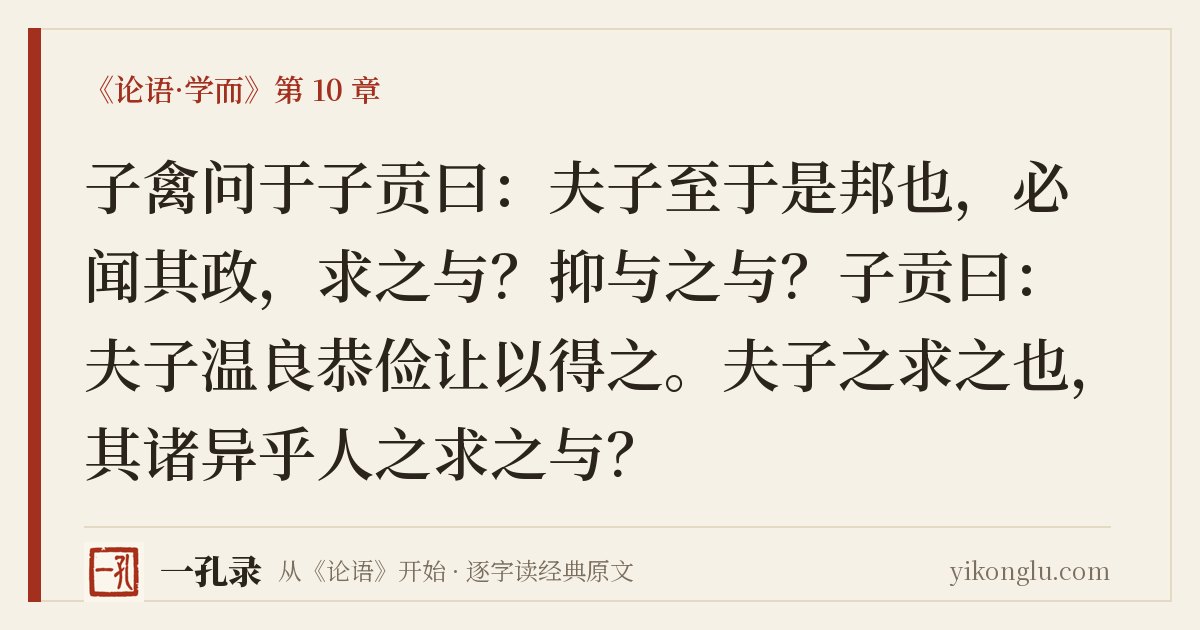 《论语·学而》第 10 章
子禽问于子贡曰：夫子至于是邦也，必
闻其政，求之与？抑与之与？子贡曰：
夫子温良恭俭让以得之。夫子之求之也，
其诸异乎人之求之与？
一孔
一孔录 从《论语》开始 · 逐字读经典原文 yikonglu.com